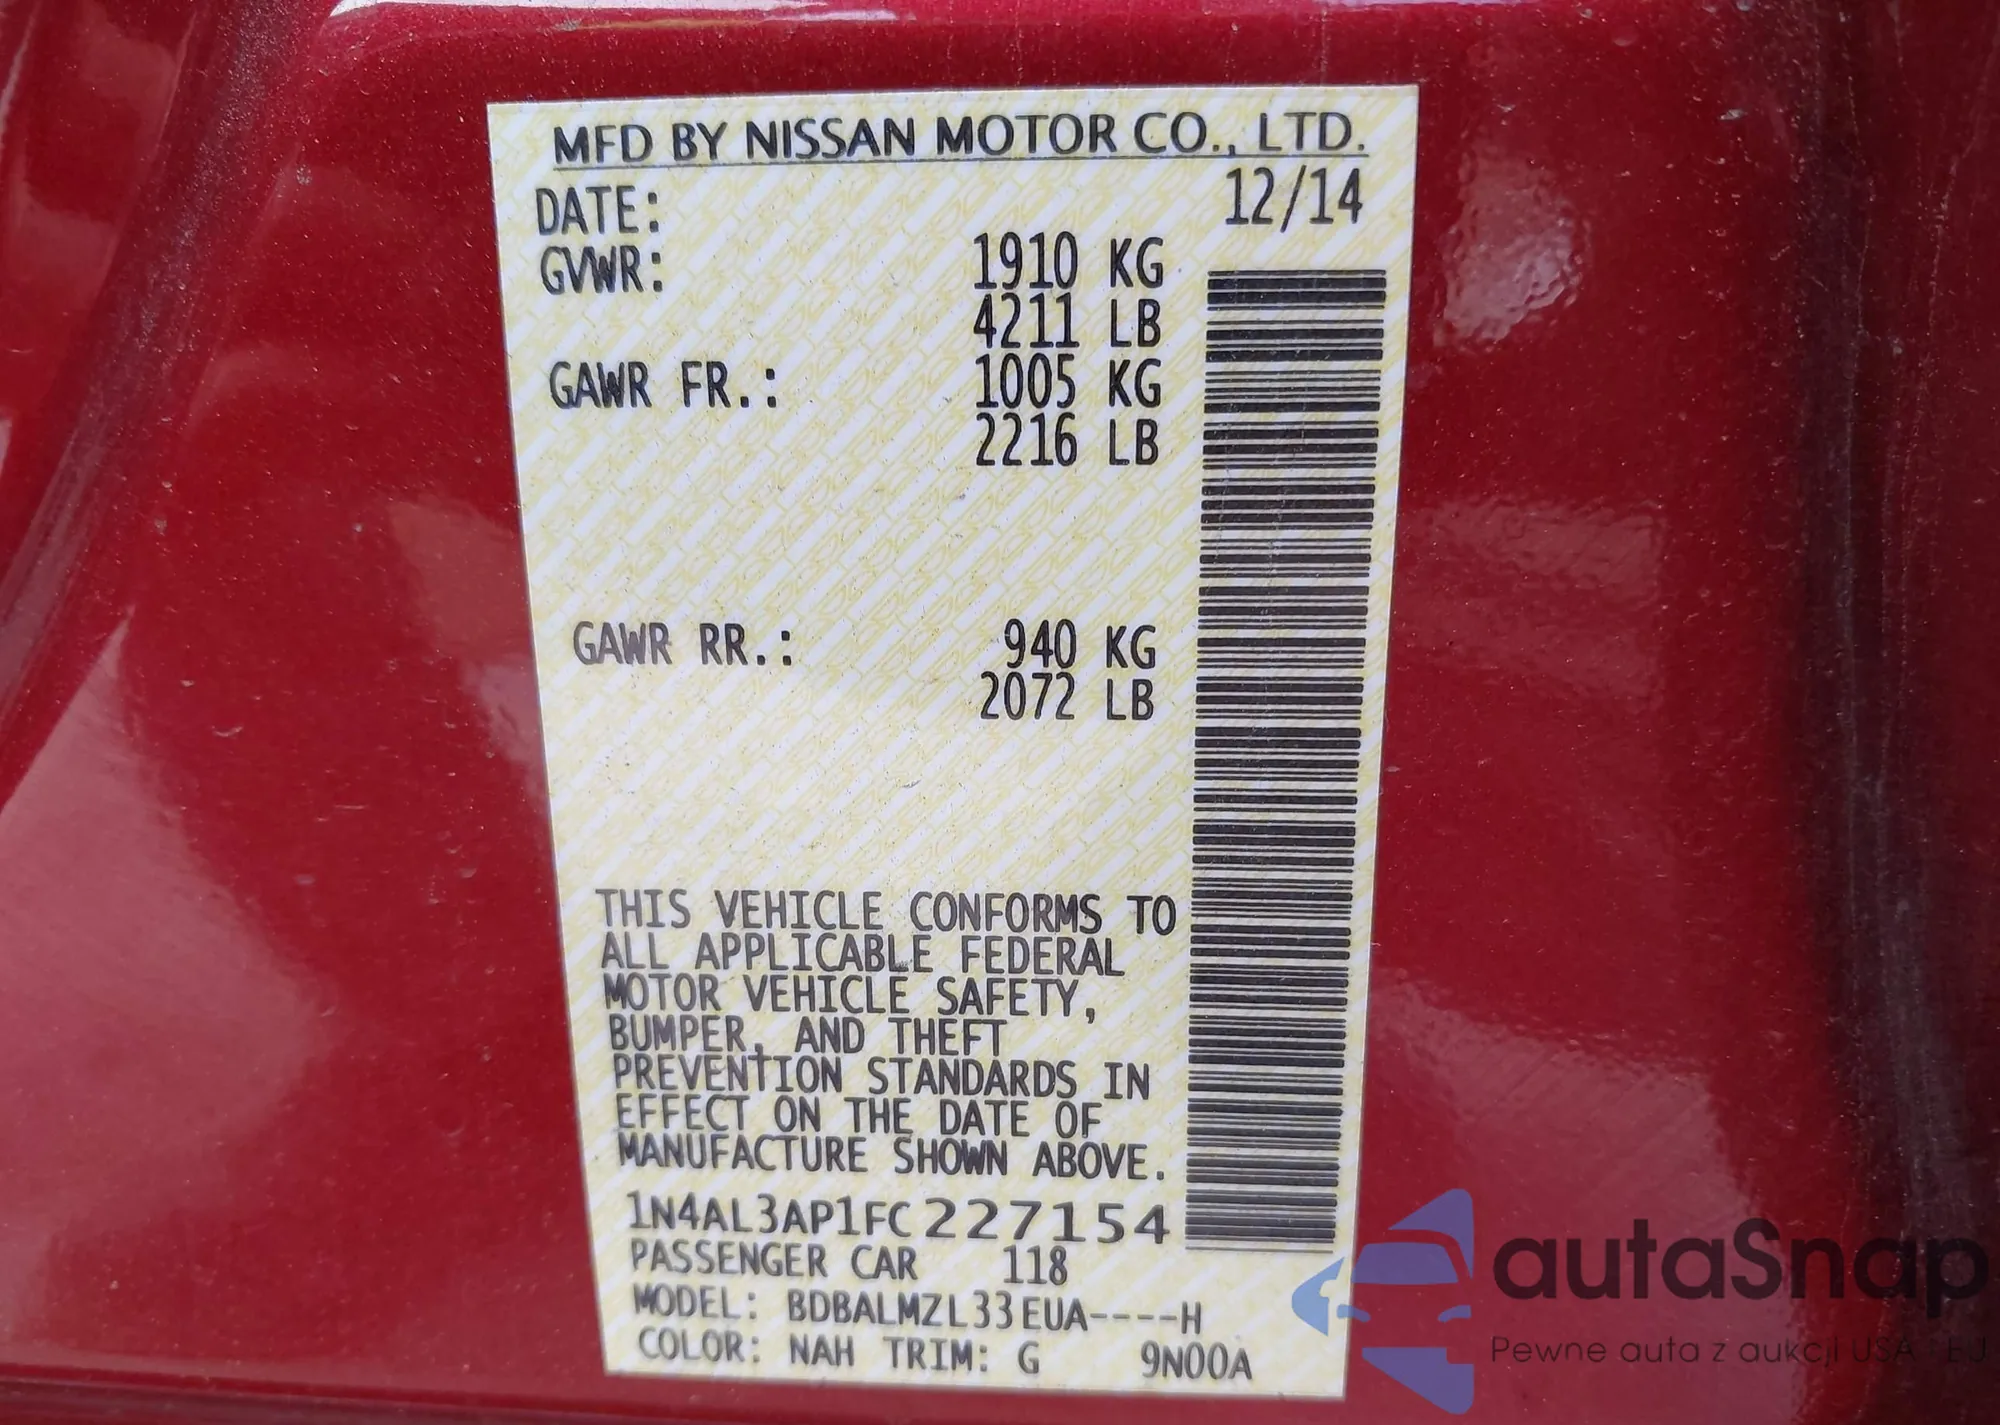 MFD BY NISSAN MOTOR CO., LTD.
DATE: 12/14
GVWR: 1910 KG
4211 LB
GAWR FR.: 1005 KG
2216 LB
GAWR RR.: 940 KG
2072 LB
THIS VEHICLE CONFORMS TO
ALL APPLICABLE FEDERAL
MOTOR VEHICLE SAFETY,
BUMPER, AND THEFT
PREVENTION STANDARDS IN
EFFECT ON THE DATE OF
MANUFACTURE SHOWN ABOVE.
1N4AL3AP1FC227154
PASSENGER CAR 118
MODEL: BDBALMZL33EUA----H
COLOR: NAH TRIM: G 9N00A
autaSnap
Pewne auta z aukcji USA i EU